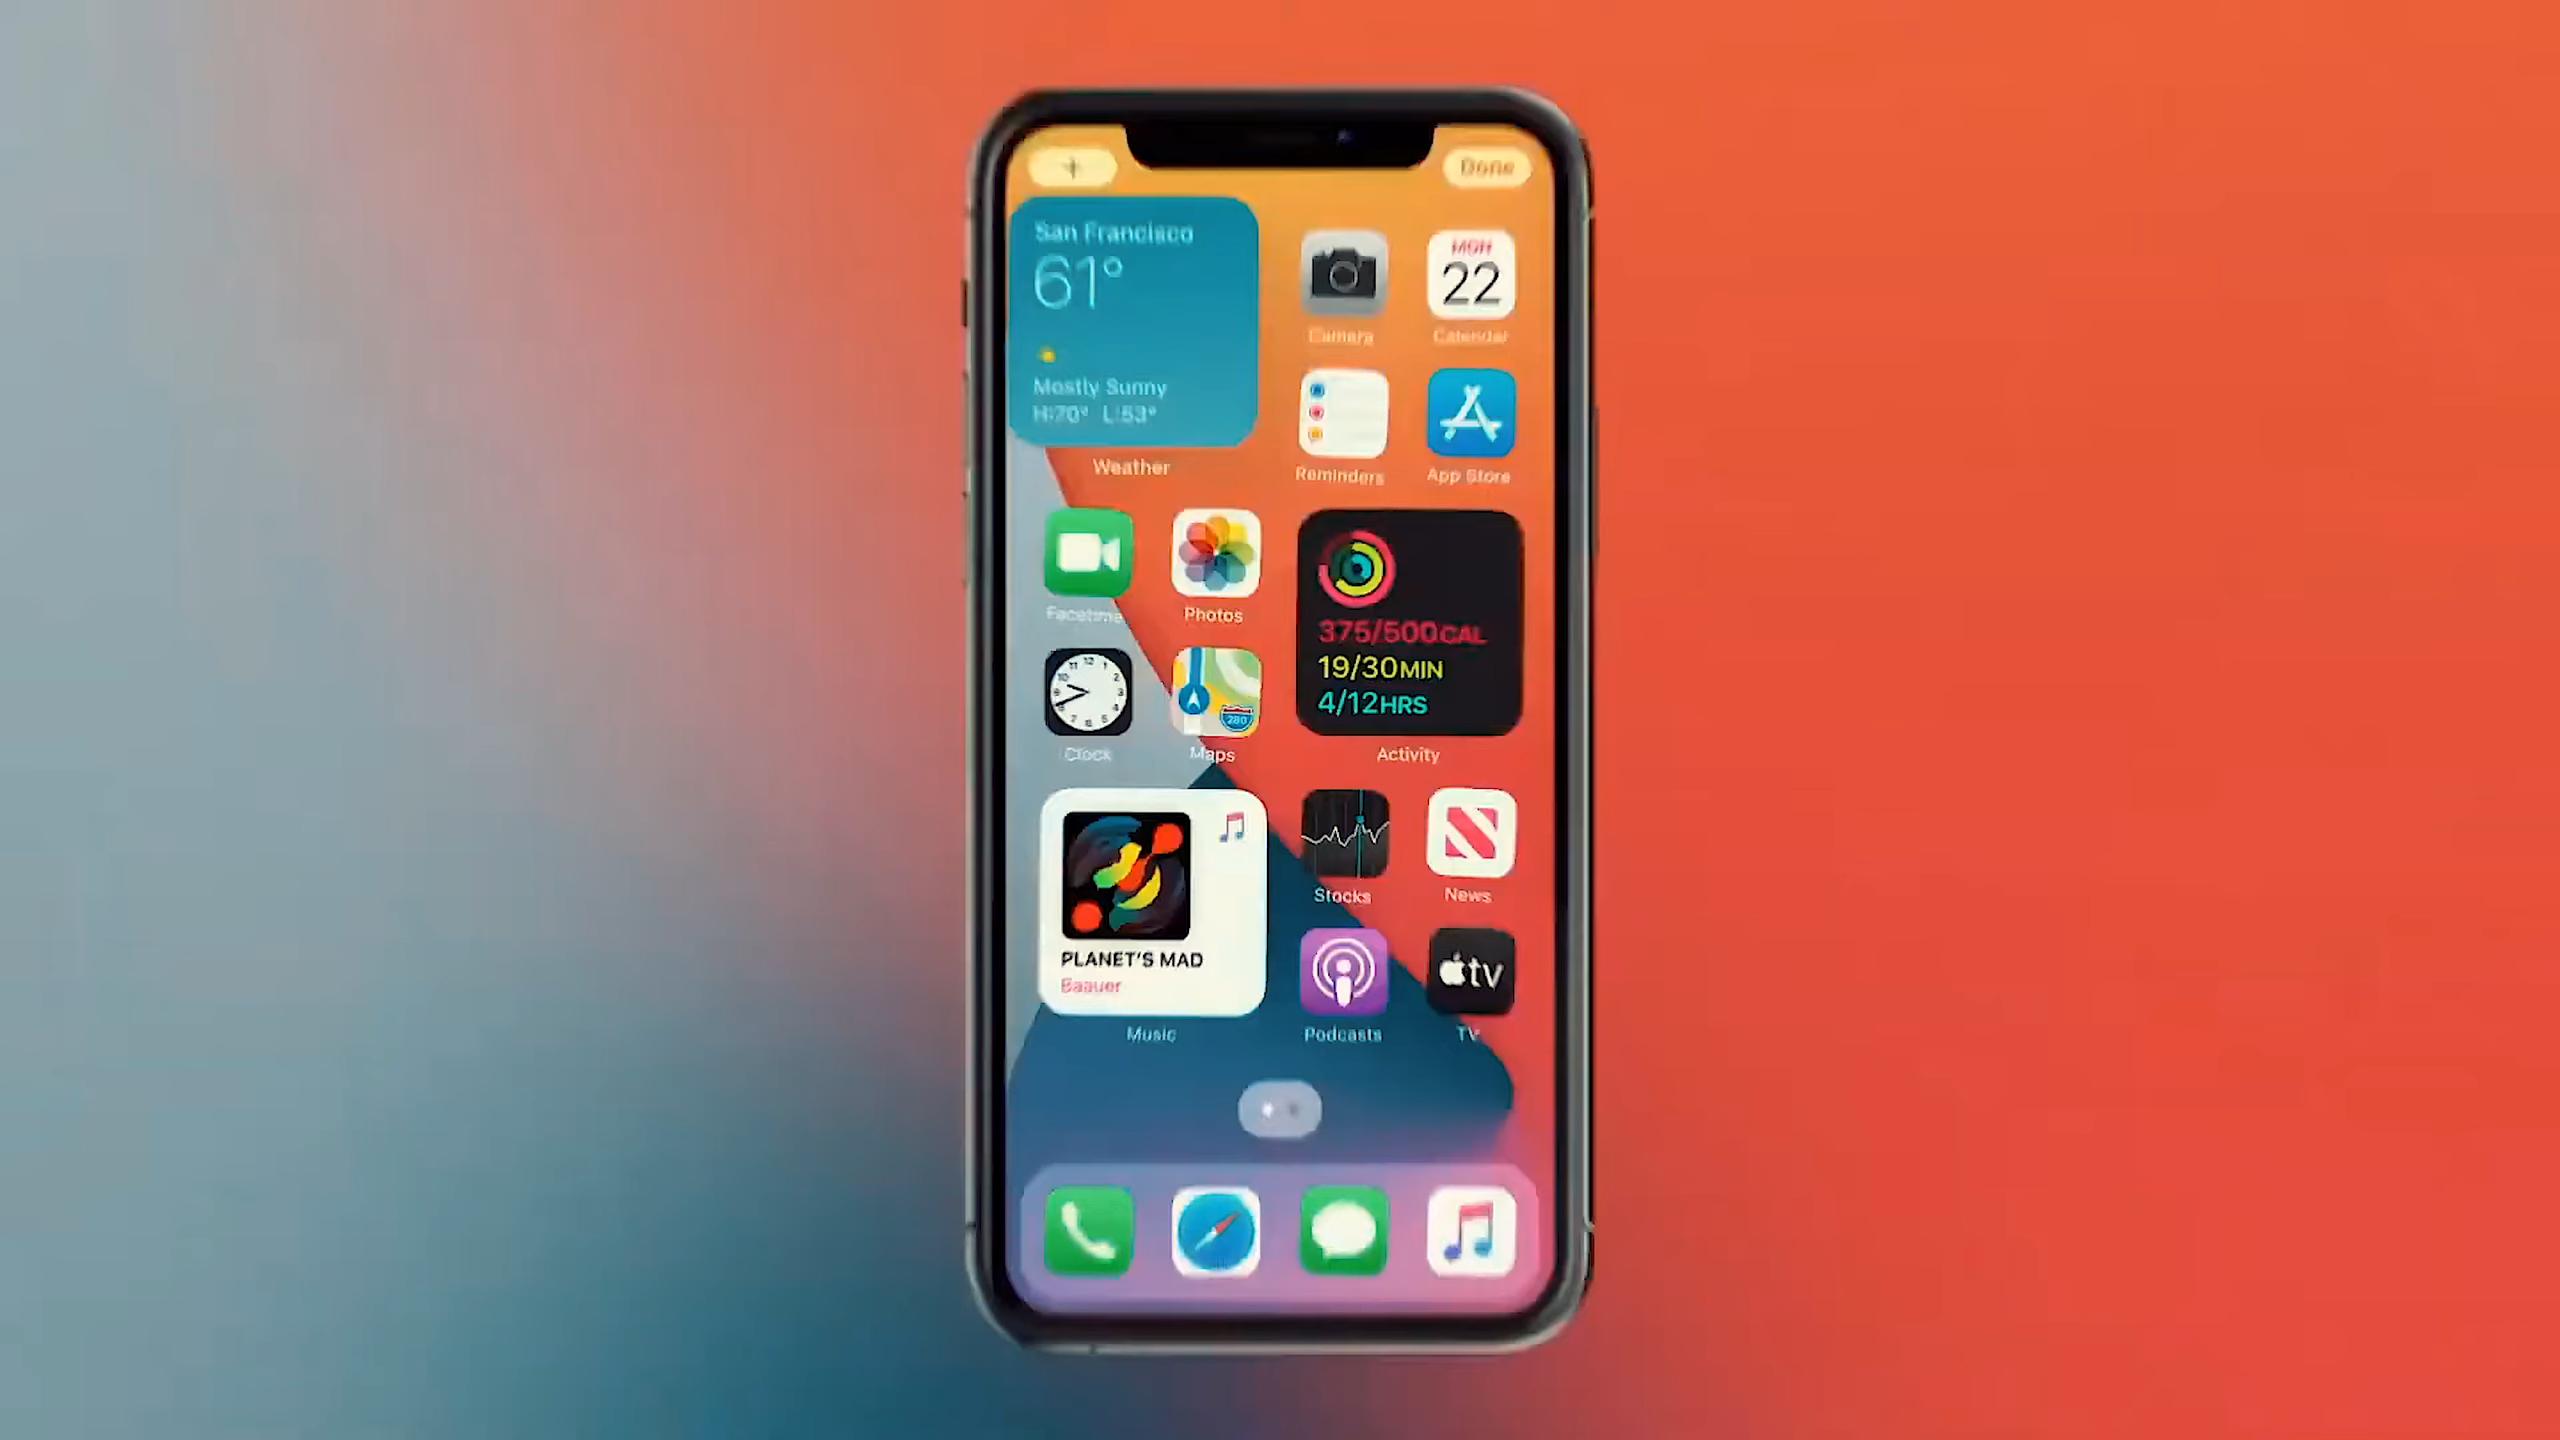 +
Done
San Francisco
61°
Mostly Sunny
H:70° L:53°
Weather
Camera
MON
22
Calendar
Reminders
App Store
Facetime
Photos
375/500CAL
19/30MIN
4/12HRS
Activity
Clock
280
Maps
PLANET'S MAD
Baauer
Music
Stocks
News
Podcasts
tv
TV